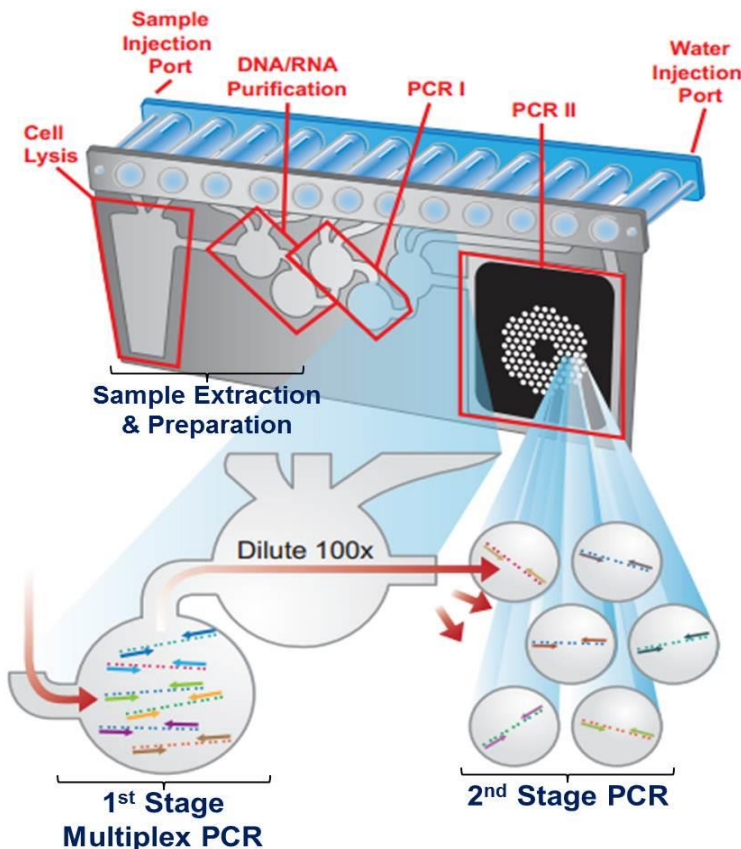 Sample
Injection
Port
DNA/RNA
Purification
PCR I
PCR II
Water
Injection
Port
Cell
Lysis
Sample Extraction
& Preparation
Dilute 100x
1st Stage
Multiplex PCR
2nd Stage PCR